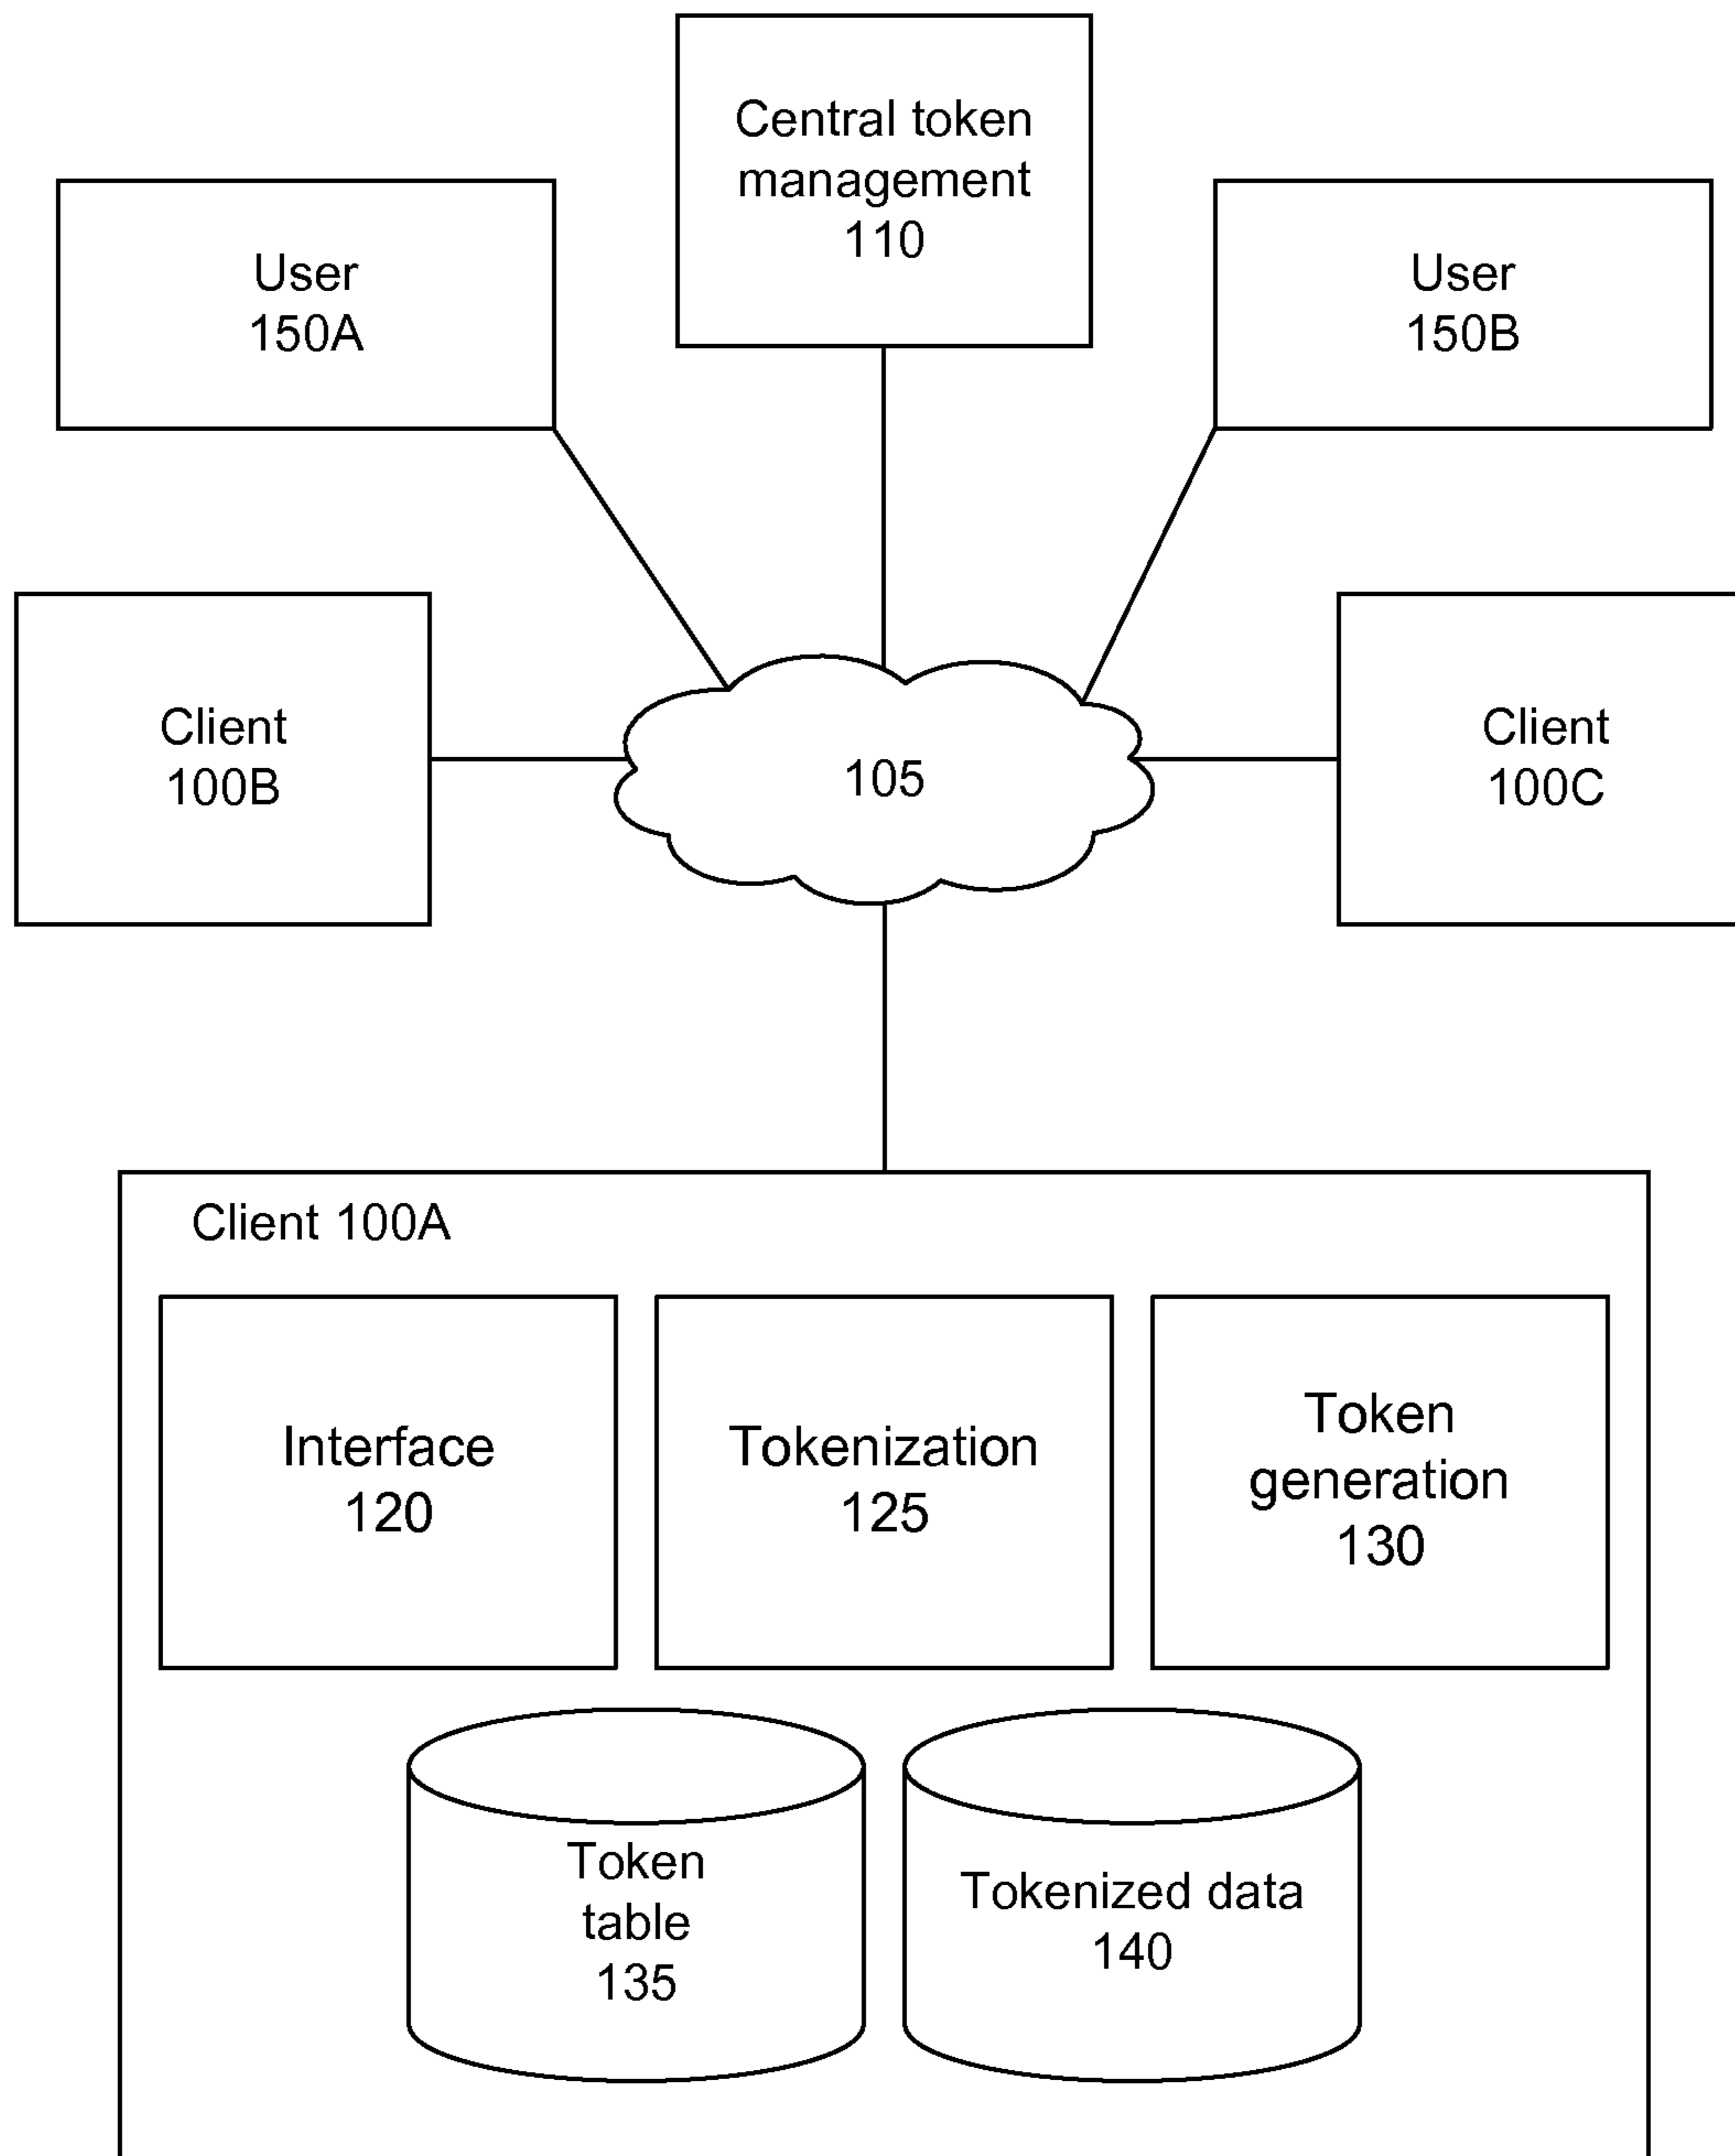 Central token
management
110
User
150A
User
150B
Client
100B
105
Client
100C
Client 100A
Interface
120
Tokenization
125
Token
generation
130
Token
table
135
Tokenized data
140